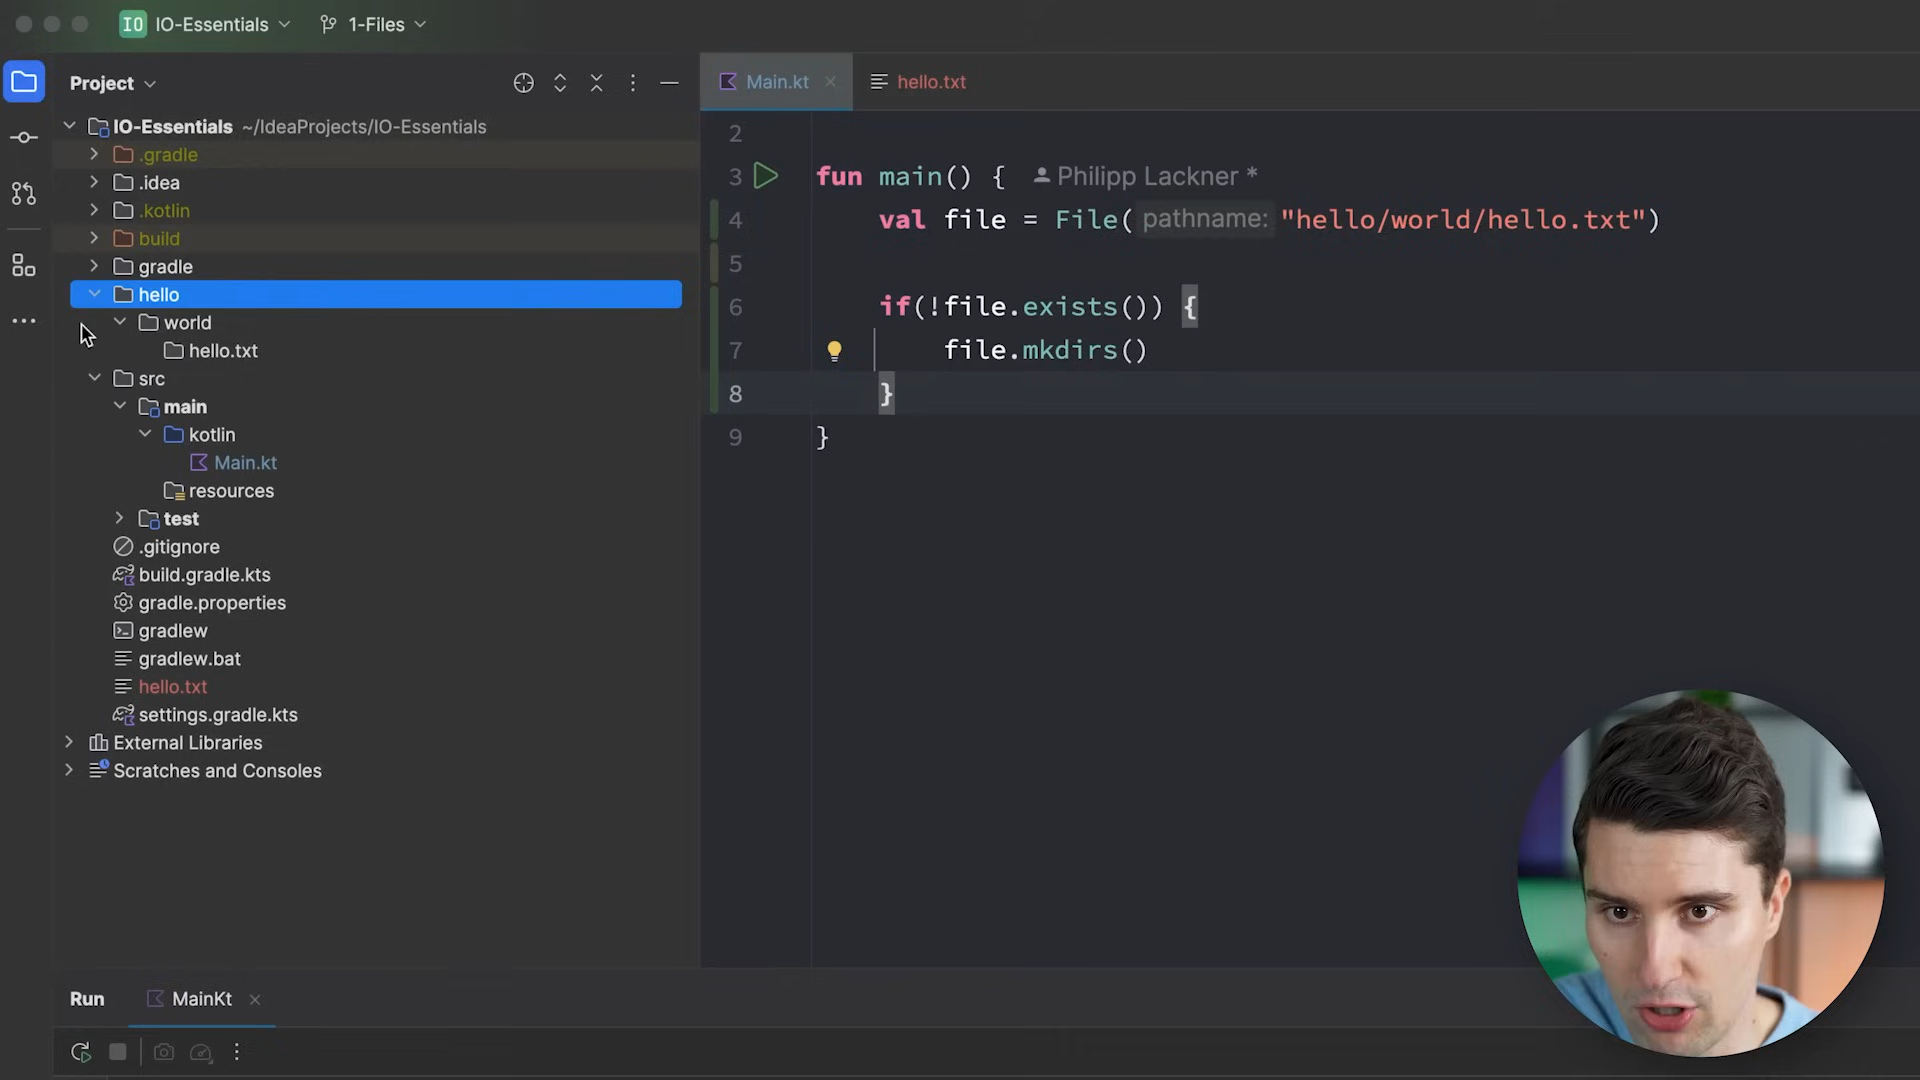 IO IO-Essentials 1-Files
Project
IO-Essentials ~/IdeaProjects/IO-Essentials
.gradle
.idea
.kotlin
build
gradle
hello
world
hello.txt
src
main
kotlin
Main.kt
resources
test
.gitignore
build.gradle.kts
gradle.properties
gradlew
gradlew.bat
hello.txt
settings.gradle.kts
External Libraries
Scratches and Consoles
Main.kt hello.txt
2
3 fun main() { Philipp Lackner *
4 val file = File( pathname: "hello/world/hello.txt")
5
6 if(!file.exists()) {
7 file.mkdirs()
8 }
9 }
Run MainKt